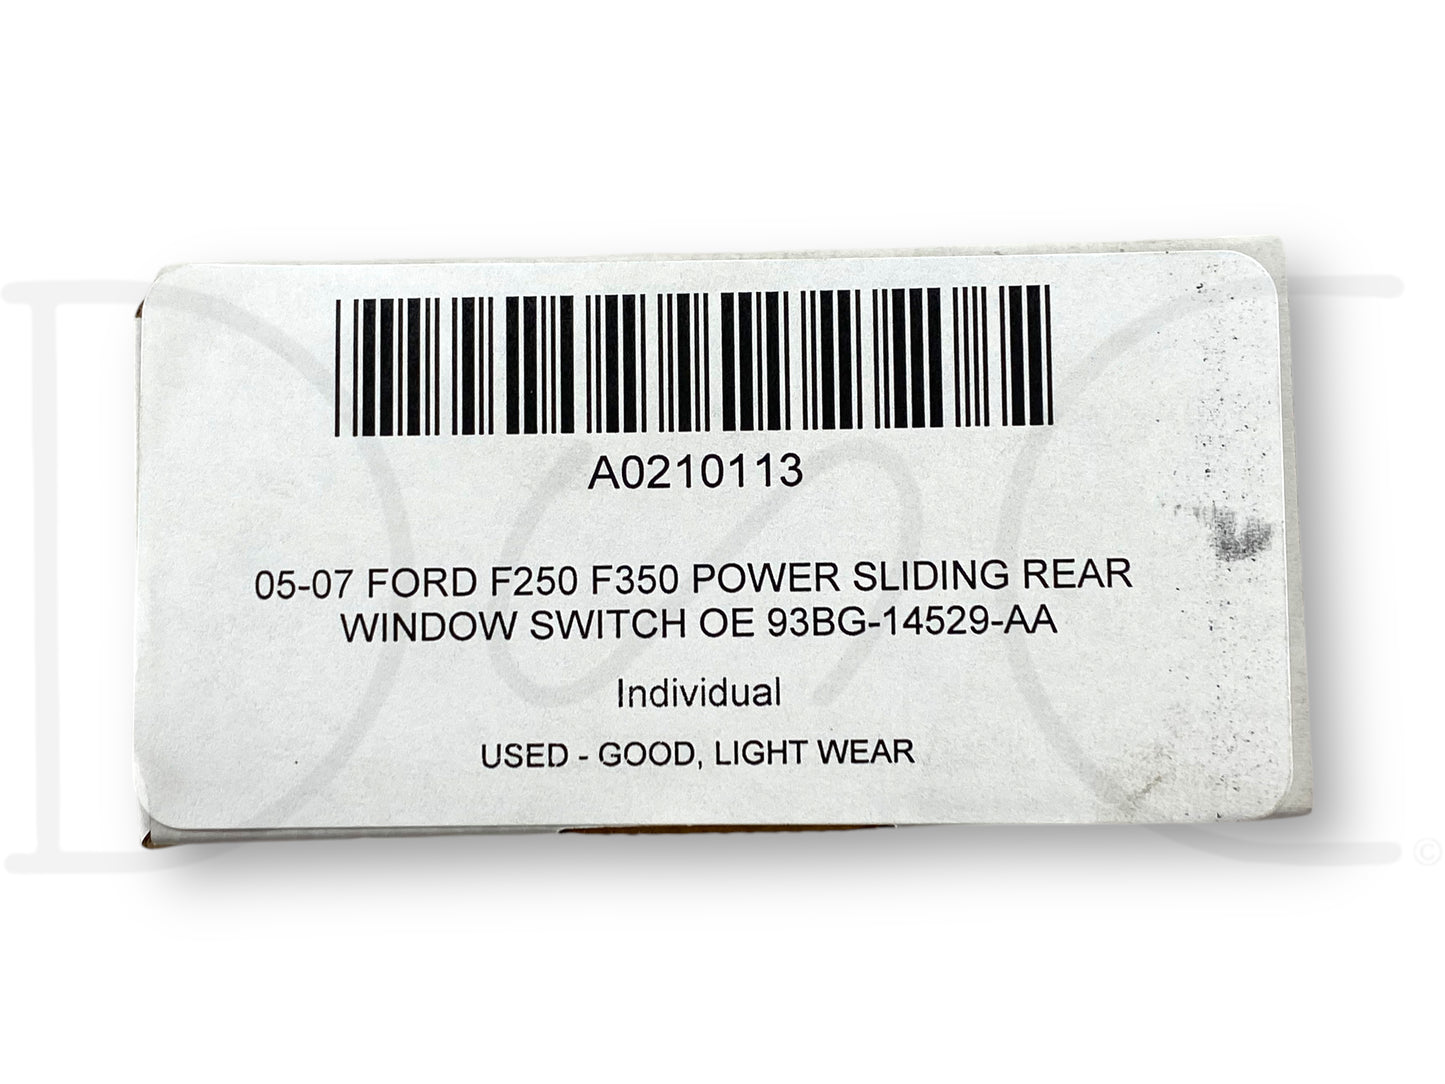 A0210113
05-07 FORD F250 F350 POWER SLIDING REAR
WINDOW SWITCH OE 93BG-14529-AA
Individual
USED - GOOD, LIGHT WEAR
©